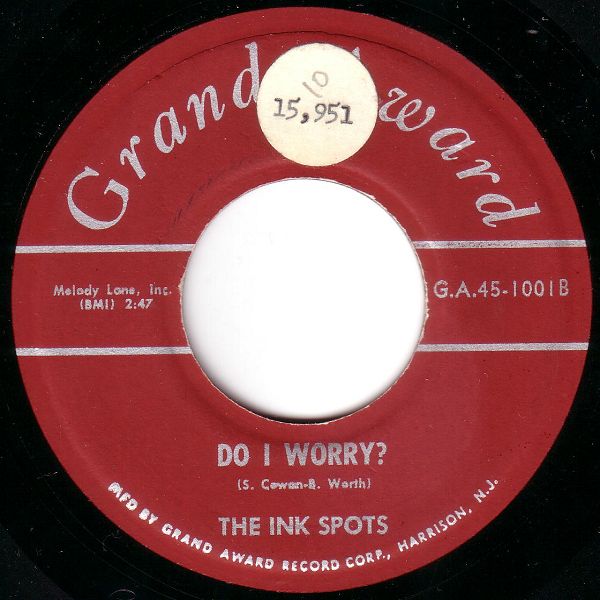 Grand Award
10
15,951
Melody Lane, Inc.
(BMI) 2:47
G.A.45-1001B
DO I WORRY?
(S. Cowan-B. Worth)
THE INK SPOTS
MFD BY GRAND AWARD RECORD CORP., HARRISON, N.J.